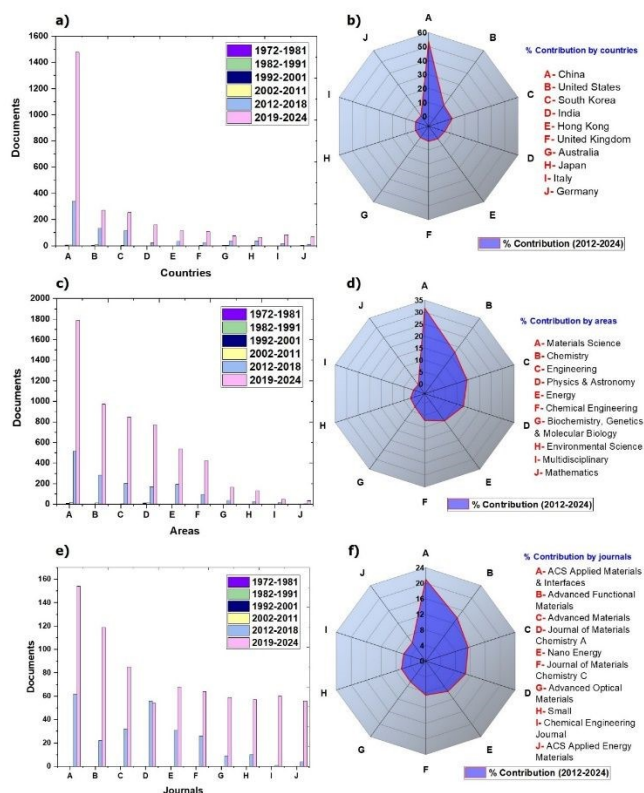 a)
1600
1400
1200
1000
800
600
400
200
0
Documents
1972-1981
1982-1991
1992-2001
2002-2011
2012-2018
2019-2024
A B C D E F G H I J
Countries
b)
60
50
40
30
20
10
0
A
B
C
D
E
F
G
H
I
J
% Contribution by countries
A- China
B- United States
C- South Korea
D- India
E- Hong Kong
F- United Kingdom
G- Australia
H- Japan
I- Italy
J- Germany
% Contribution (2012-2024)
c)
2000
1800
1600
1400
1200
1000
800
600
400
200
0
Documents
1972-1981
1982-1991
1992-2001
2002-2011
2012-2018
2019-2024
A B C D E F G H I J
Areas
d)
35
30
25
20
15
10
5
0
A
B
C
D
E
F
G
H
I
J
% Contribution by areas
A- Materials Science
B- Chemistry
C- Engineering
D- Physics & Astronomy
E- Energy
F- Chemical Engineering
G- Biochemistry, Genetics
& Molecular Biology
H- Environmental Science
I- Multidisciplinary
J- Mathematics
% Contribution (2012-2024)
e)
160
140
120
100
80
60
40
20
0
Documents
1972-1981
1982-1991
1992-2001
2002-2011
2012-2018
2019-2024
A B C D E F G H I J
Journals
f)
24
20
16
12
8
4
0
A
B
C
D
E
F
G
H
I
J
% Contribution by journals
A- ACS Applied Materials
& Interfaces
B- Advanced Functional
Materials
C- Advanced Materials
D- Journal of Materials
Chemistry A
E- Nano Energy
F- Journal of Materials
Chemistry C
G- Advanced Optical
Materials
H- Small
I- Chemical Engineering
Journal
J- ACS Applied Energy
Materials
% Contribution (2012-2024)